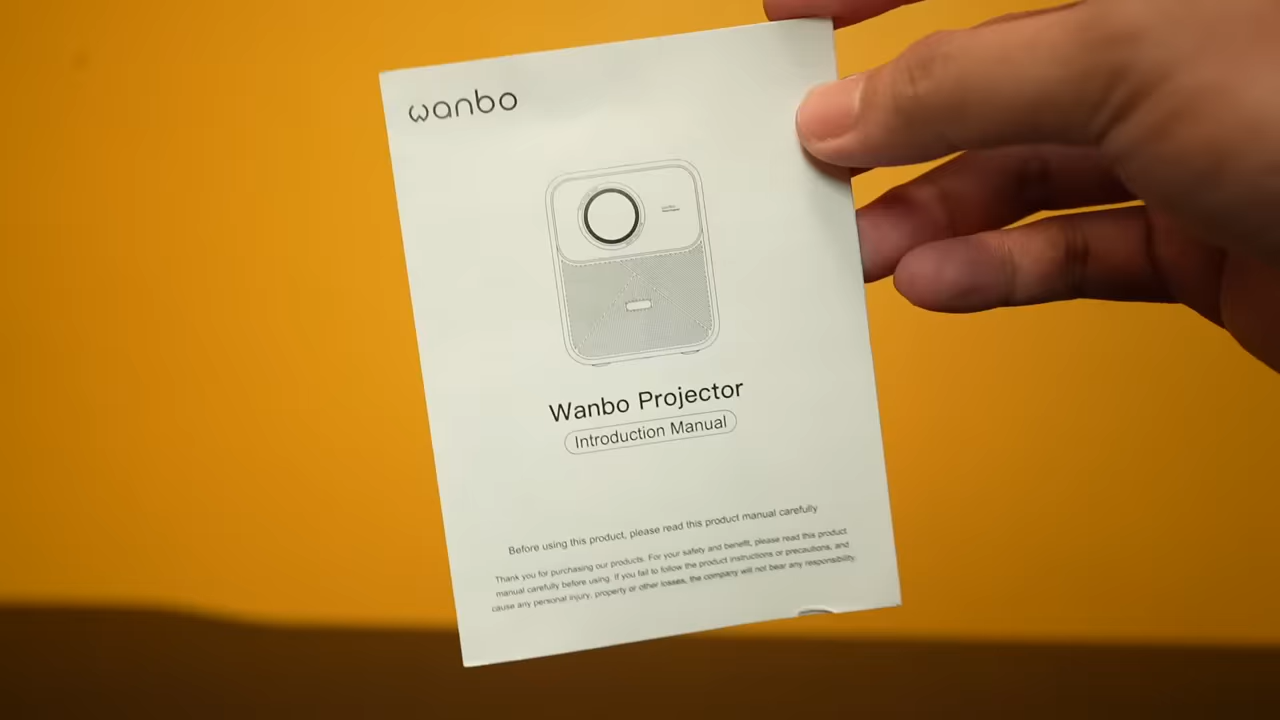 wanbo
Wanbo Projector
Introduction Manual
Before using this product, please read this product manual carefully
Thank you for purchasing our products. For your safety and benefit, please read this product
manual carefully before using. If you fail to follow the product instructions or precautions, and
cause any personal injury, property or other losses, the company will not bear any responsibility.